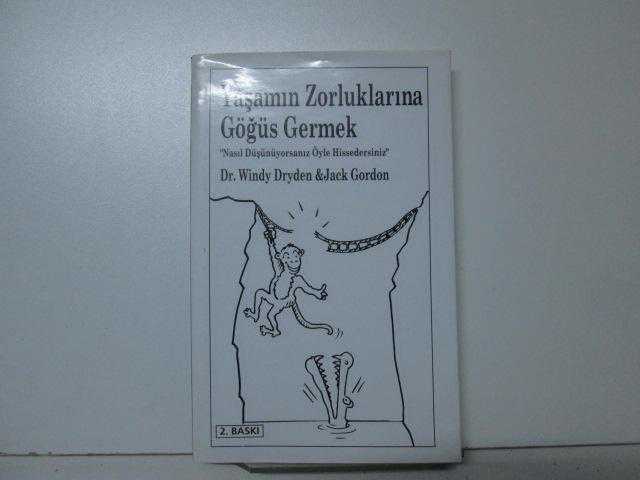 Yaşamın Zorluklarına
Göğüs Germek
"Nasıl Düşünüyorsanız Öyle Hissedersiniz"
Dr. Windy Dryden &Jack Gordon
2. BASKI